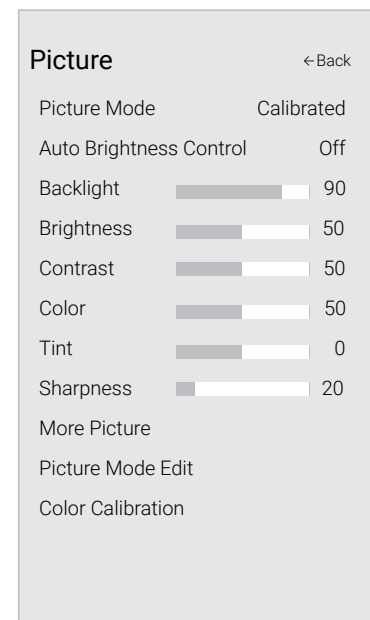 Picture ←Back
Picture Mode Calibrated
Auto Brightness Control Off
Backlight 90
Brightness 50
Contrast 50
Color 50
Tint 0
Sharpness 20
More Picture
Picture Mode Edit
Color Calibration